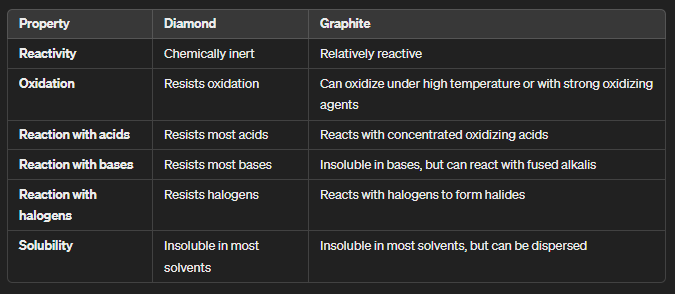 Property Diamond Graphite
Reactivity Chemically inert Relatively reactive
Oxidation Resists oxidation Can oxidize under high temperature or with strong oxidizing
agents
Reaction with acids Resists most acids Reacts with concentrated oxidizing acids
Reaction with bases Resists most bases Insoluble in bases, but can react with fused alkalis
Reaction with Resists halogens Reacts with halogens to form halides
halogens
Solubility Insoluble in most Insoluble in most solvents, but can be dispersed
solvents